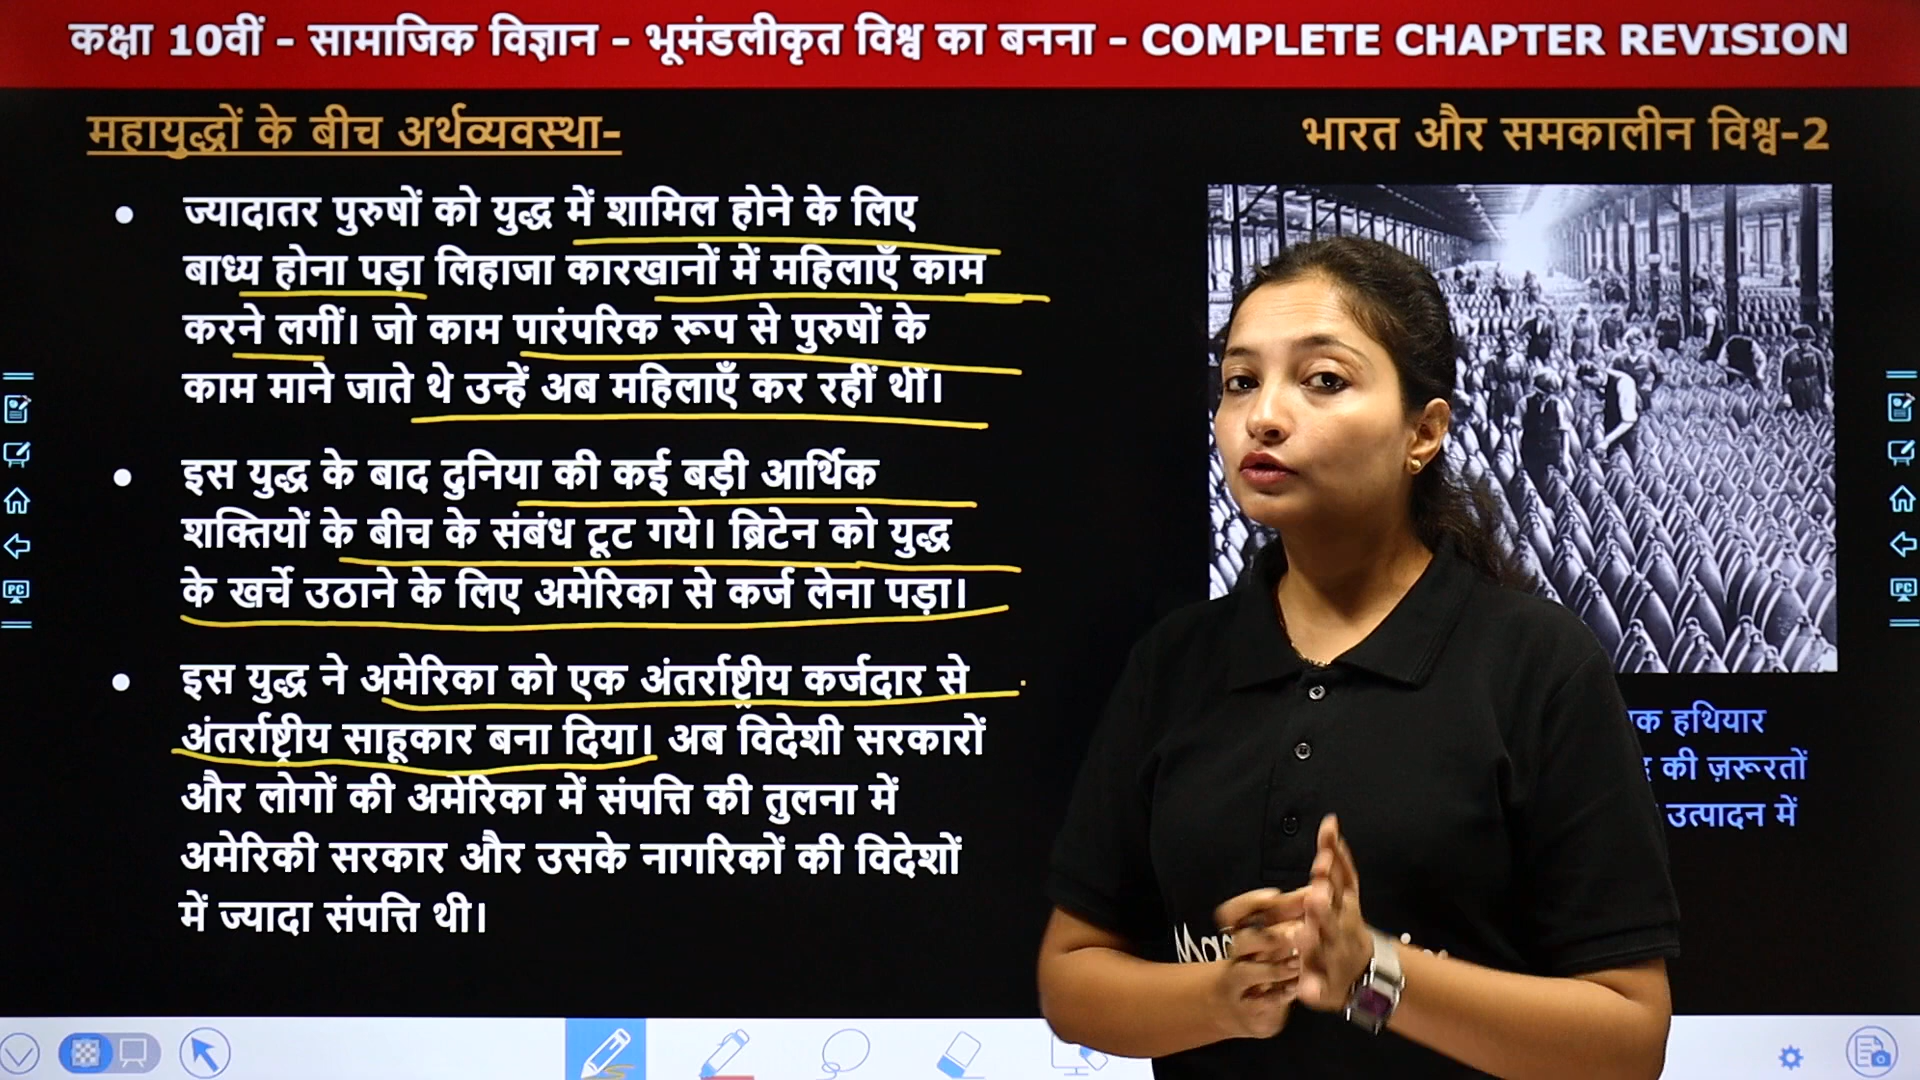 कक्षा 10वीं - सामाजिक विज्ञान - भूमंडलीकृत विश्व का बनना - COMPLETE CHAPTER REVISION
महायुद्धों के बीच अर्थव्यवस्था-
भारत और समकालीन विश्व-2
ज्यादातर पुरुषों को युद्ध में शामिल होने के लिए
बाध्य होना पड़ा लिहाजा कारखानों में महिलाएँ काम
करने लगीं। जो काम पारंपरिक रूप से पुरुषों के
काम माने जाते थे उन्हें अब महिलाएँ कर रहीं थीं।
इस युद्ध के बाद दुनिया की कई बड़ी आर्थिक
शक्तियों के बीच के संबंध टूट गये। ब्रिटेन को युद्ध
के खर्चे उठाने के लिए अमेरिका से कर्ज लेना पड़ा।
इस युद्ध ने अमेरिका को एक अंतर्राष्ट्रीय कर्जदार से
अंतर्राष्ट्रीय साहूकार बना दिया। अब विदेशी सरकारों
और लोगों की अमेरिका में संपत्ति की तुलना में
अमेरिकी सरकार और उसके नागरिकों की विदेशों
में ज्यादा संपत्ति थी।
हथियार
की ज़रूरतों
उत्पादन में
PC
PC